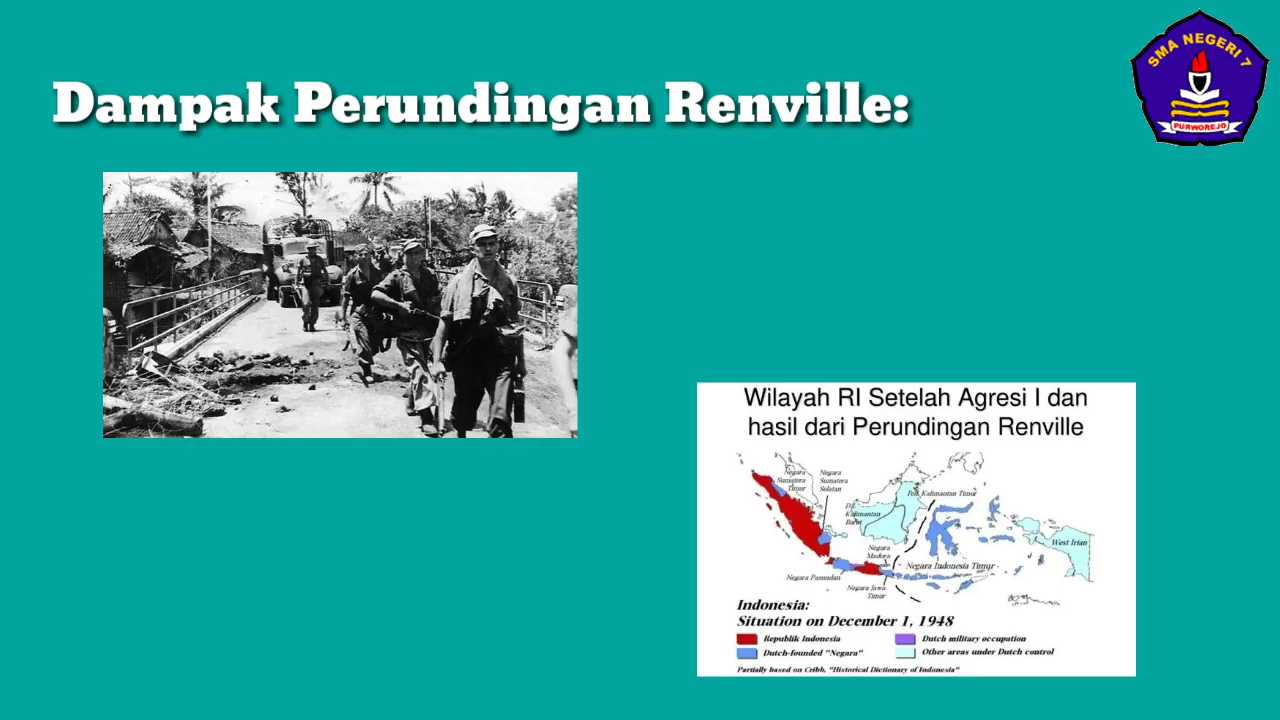 SMA NEGERI 7
PURWOREJO
Dampak Perundingan Renville:
Wilayah RI Setelah Agresi I dan
hasil dari Perundingan Renville
Negara
Sumatera
Timur
Negara
Sumatera
Selatan
Fed. Kalimantan Timur
D.I.
Kalimantan
Barat
West Irian
Negara
Madura
Negara Indonesia Timur
Negara Pasundan
Negara Jawa
Timur
Indonesia:
Situation on December 1, 1948
Republik Indonesia
Dutch military occupation
Dutch-founded "Negara"
Other areas under Dutch control
Partially based on Cribb, "Historical Dictionary of Indonesia"